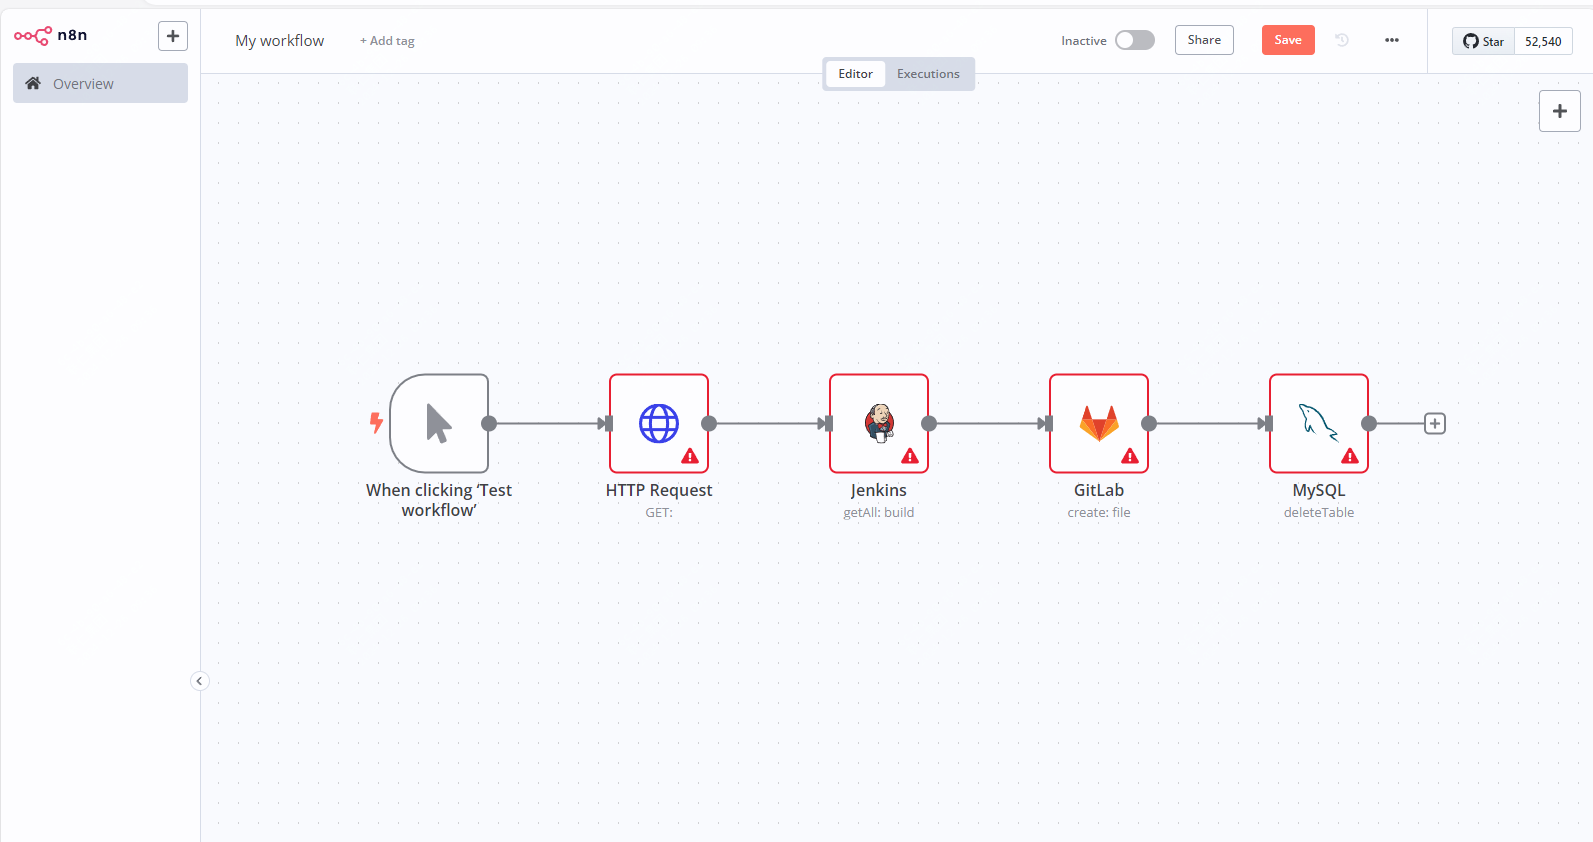 n8n
Overview
My workflow
+ Add tag
Inactive
Share
Save
Star
52,540
Editor
Executions
When clicking ‘Test
workflow’
HTTP Request
GET:
Jenkins
getAll: build
GitLab
create: file
MySQL
deleteTable